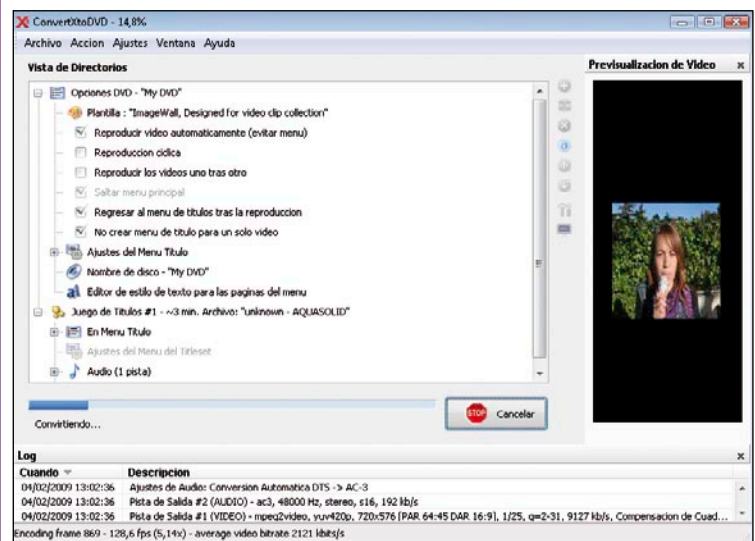 ConvertXtoDVD - 14,8%
Archivo Accion Ajustes Ventana Ayuda
Vista de Directorios
Previsualizacion de Video
Opciones DVD - "My DVD"
Plantilla : "ImageWall, Designed for video clip collection"
Reproducir video automaticamente (evitar menu)
Reproduccion ciclica
Reproducir los videos uno tras otro
Saltar menu principal
Regresar al menu de titulos tras la reproduccion
No crear menu de titulo para un solo video
Ajustes del Menu Titulo
Nombre de disco - "My DVD"
Editor de estilo de texto para las paginas del menu
Juego de Titulos #1 - ~3 min. Archivo: "unknown - AQUASOLID"
En Menu Titulo
Ajustes del Menu del Titleset
Audio (1 pista)
Convirtiendo...
STOP Cancelar
Log
Cuando Descripcion
04/02/2009 13:02:36 Ajustes de Audio: Conversion Automatica DTS -> AC-3
04/02/2009 13:02:36 Pista de Salida #2 (AUDIO) - ac3, 48000 Hz, stereo, s16, 192 kb/s
04/02/2009 13:02:36 Pista de Salida #1 (VIDEO) - mpeg2video, yuv420p, 720x576 [PAR 64:45 DAR 16:9], 1/25, q=2-31, 9127 kb/s, Compensacion de Cuad...
Encoding frame 869 - 128,6 fps (5,14x) - average video bitrate 2121 kbits/s